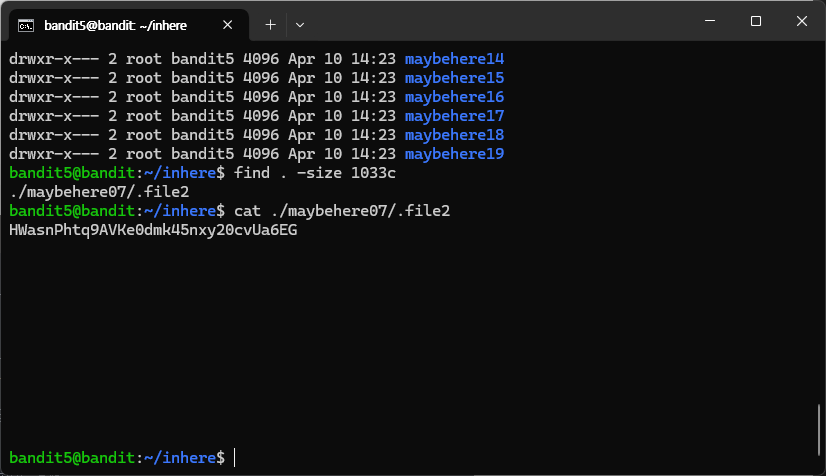 bandit5@bandit: ~/inhere
drwxr-x--- 2 root bandit5 4096 Apr 10 14:23 maybehere14
drwxr-x--- 2 root bandit5 4096 Apr 10 14:23 maybehere15
drwxr-x--- 2 root bandit5 4096 Apr 10 14:23 maybehere16
drwxr-x--- 2 root bandit5 4096 Apr 10 14:23 maybehere17
drwxr-x--- 2 root bandit5 4096 Apr 10 14:23 maybehere18
drwxr-x--- 2 root bandit5 4096 Apr 10 14:23 maybehere19
bandit5@bandit:~/inhere$ find . -size 1033c
./maybehere07/.file2
bandit5@bandit:~/inhere$ cat ./maybehere07/.file2
HWasnPhtq9AVKe0dmk45nxy20cvUa6EG
bandit5@bandit:~/inhere$